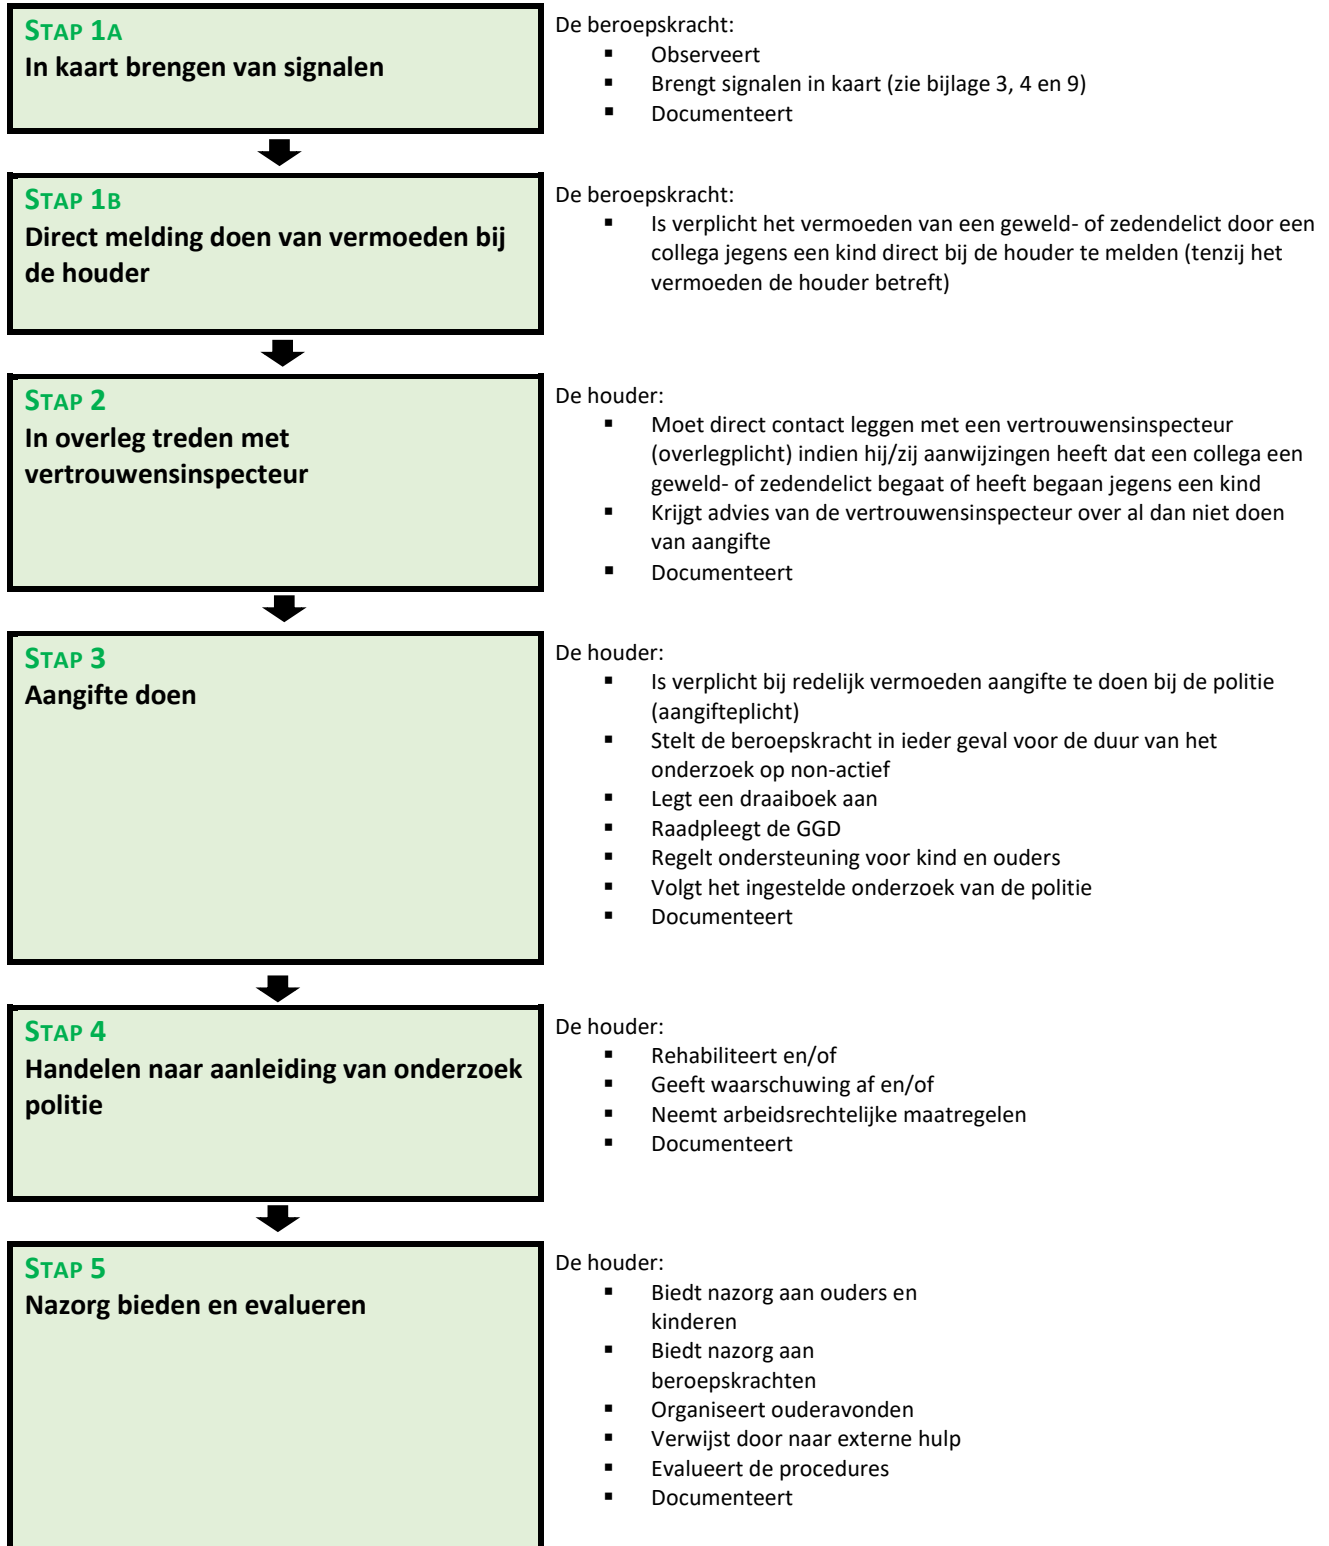 STAP 1A
In kaart brengen van signalen
De beroepskracht:
▪ Observeert
▪ Brengt signalen in kaart (zie bijlage 3, 4 en 9)
▪ Documenteert
STAP 1B
Direct melding doen van vermoeden bij
de houder
De beroepskracht:
▪ Is verplicht het vermoeden van een geweld- of zedendelict door een
collega jegens een kind direct bij de houder te melden (tenzij het
vermoeden de houder betreft)
STAP 2
In overleg treden met
vertrouwensinspecteur
De houder:
▪ Moet direct contact leggen met een vertrouwensinspecteur
(overlegplicht) indien hij/zij aanwijzingen heeft dat een collega een
geweld- of zedendelict begaat of heeft begaan jegens een kind
▪ Krijgt advies van de vertrouwensinspecteur over al dan niet doen
van aangifte
▪ Documenteert
STAP 3
Aangifte doen
De houder:
▪ Is verplicht bij redelijk vermoeden aangifte te doen bij de politie
(aangifteplicht)
▪ Stelt de beroepskracht in ieder geval voor de duur van het
onderzoek op non-actief
▪ Legt een draaiboek aan
▪ Raadpleegt de GGD
▪ Regelt ondersteuning voor kind en ouders
▪ Volgt het ingestelde onderzoek van de politie
▪ Documenteert
STAP 4
Handelen naar aanleiding van onderzoek
politie
De houder:
▪ Rehabiliteert en/of
▪ Geeft waarschuwing af en/of
▪ Neemt arbeidsrechtelijke maatregelen
▪ Documenteert
STAP 5
Nazorg bieden en evalueren
De houder:
▪ Biedt nazorg aan ouders en
kinderen
▪ Biedt nazorg aan
beroepskrachten
▪ Organiseert ouderavonden
▪ Verwijst door naar externe hulp
▪ Evalueert de procedures
▪ Documenteert